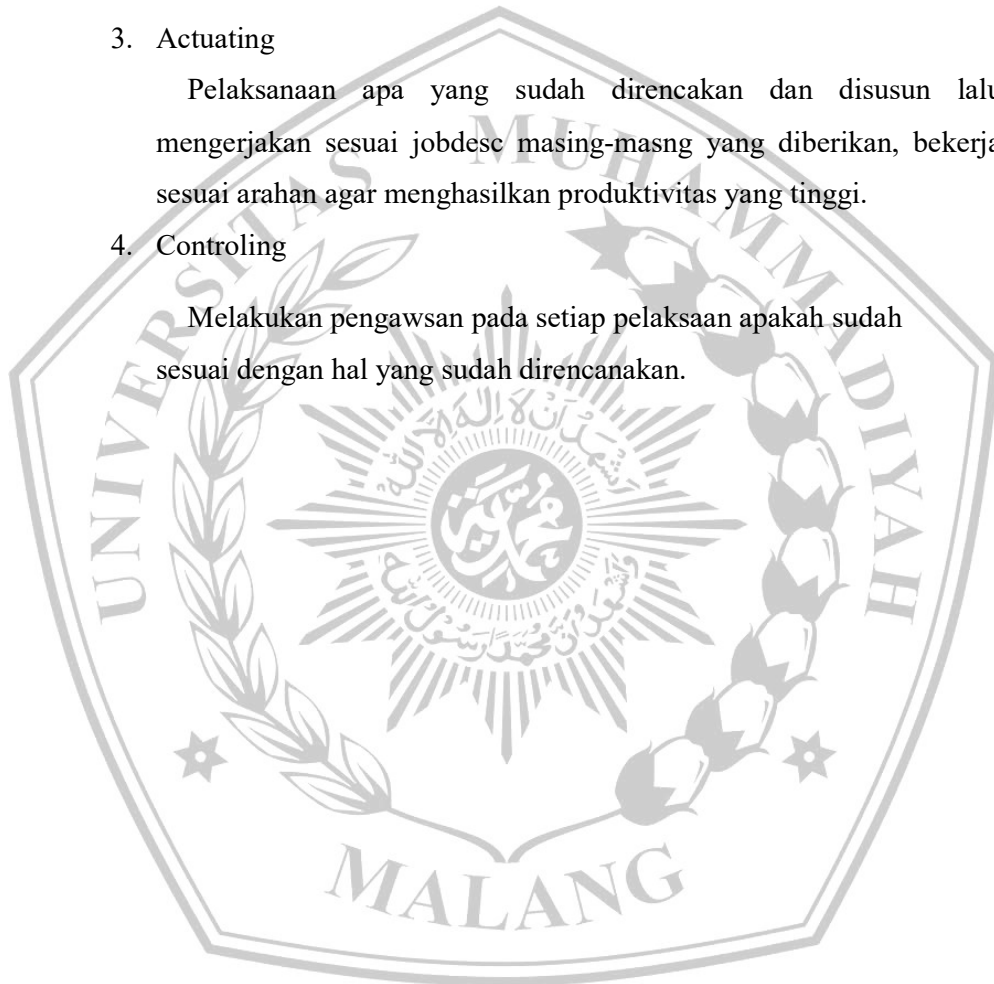 3. Actuating
Pelaksanaan apa yang sudah direncakan dan disusun lalu
mengerjakan sesuai jobdesc masing-masng yang diberikan, bekerja
sesuai arahan agar menghasilkan produktivitas yang tinggi.
4. Controling
Melakukan pengawsan pada setiap pelaksaan apakah sudah
sesuai dengan hal yang sudah direncanakan.
UNIVERSITAS MUHAMMADIYAH
MALANG